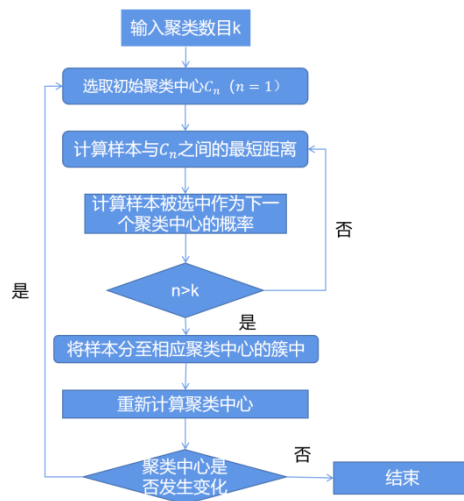 输入聚类数目k
选取初始聚类中心Cₙ（n = 1）
计算样本与Cₙ之间的最短距离
计算样本被选中作为下一
个聚类中心的概率
否
n>k
是
是
将样本分至相应聚类中心的簇中
重新计算聚类中心
聚类中心是
否发生变化
否
结束